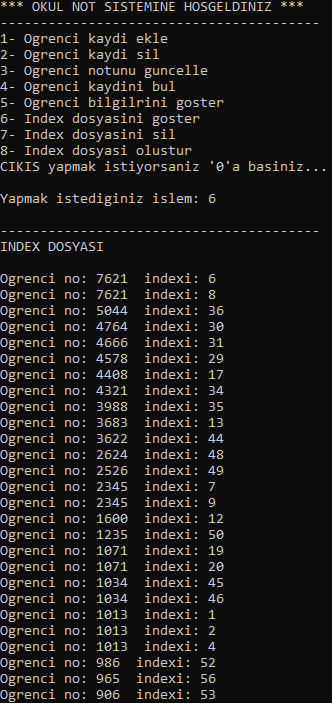 *** OKUL NOT SISTEMINE HOSGELDINIZ ***
----------------------------------------
1- Ogrenci kaydi ekle
2- Ogrenci kaydi sil
3- Ogrenci notunu guncelle
4- Ogrenci kaydini bul
5- Ogrenci bilgilrini goster
6- Index dosyasini goster
7- Index dosyasini sil
8- Index dosyasi olustur
CIKIS yapmak istiyorsaniz '0'a basiniz...
Yapmak istediginiz islem: 6
----------------------------------------
INDEX DOSYASI
Ogrenci no: 7621  indexi: 6
Ogrenci no: 7621  indexi: 8
Ogrenci no: 5044  indexi: 36
Ogrenci no: 4764  indexi: 30
Ogrenci no: 4666  indexi: 31
Ogrenci no: 4578  indexi: 29
Ogrenci no: 4408  indexi: 17
Ogrenci no: 4321  indexi: 34
Ogrenci no: 3988  indexi: 35
Ogrenci no: 3683  indexi: 13
Ogrenci no: 3622  indexi: 44
Ogrenci no: 2624  indexi: 48
Ogrenci no: 2526  indexi: 49
Ogrenci no: 2345  indexi: 7
Ogrenci no: 2345  indexi: 9
Ogrenci no: 1600  indexi: 12
Ogrenci no: 1235  indexi: 50
Ogrenci no: 1071  indexi: 19
Ogrenci no: 1071  indexi: 20
Ogrenci no: 1034  indexi: 45
Ogrenci no: 1034  indexi: 46
Ogrenci no: 1013  indexi: 1
Ogrenci no: 1013  indexi: 2
Ogrenci no: 1013  indexi: 4
Ogrenci no: 986  indexi: 52
Ogrenci no: 965  indexi: 56
Ogrenci no: 906  indexi: 53